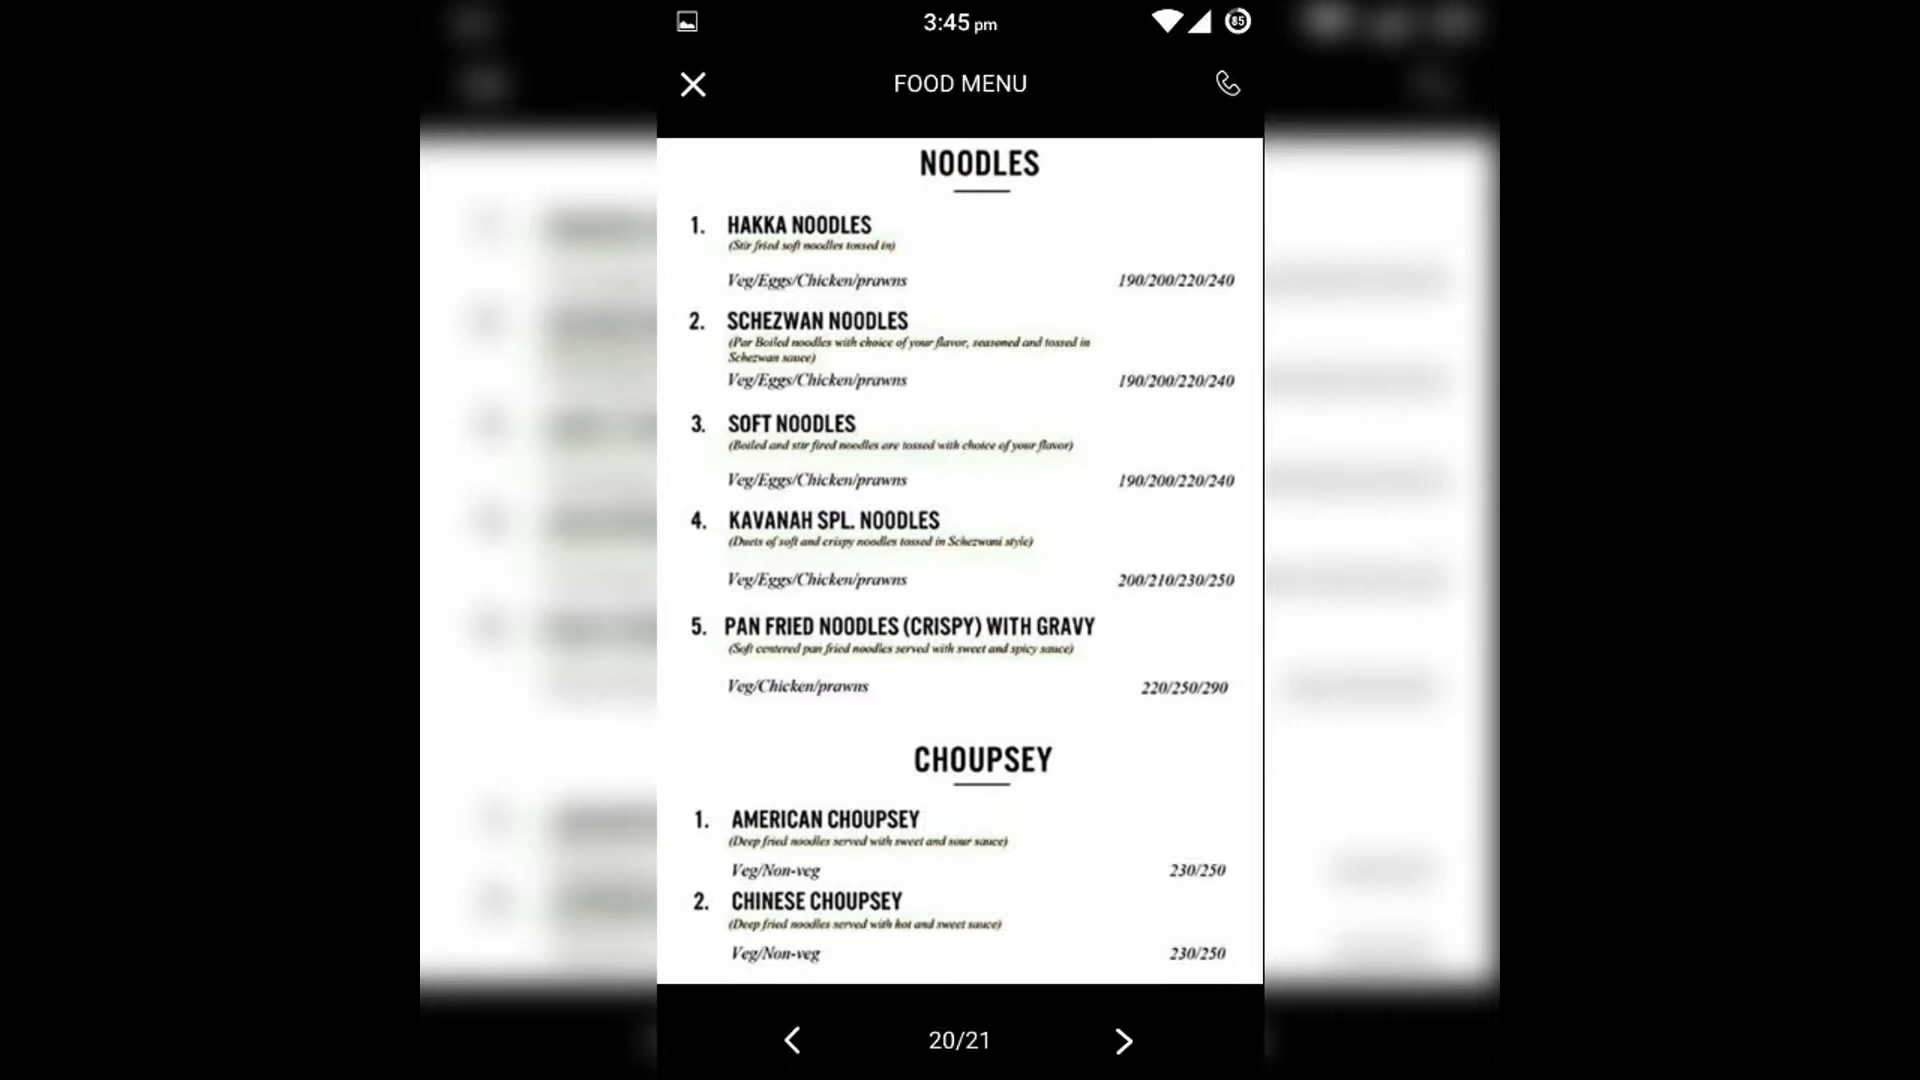 3:45 pm
85
FOOD MENU
NOODLES
1. HAKKA NOODLES
(Stir fried soft noodles tossed in)
Veg/Eggs/Chicken/prawns 190/200/220/240
2. SCHEZWAN NOODLES
(Par Boiled noodles with choice of your flavor, seasoned and tossed in
Schezwan sauce)
Veg/Eggs/Chicken/prawns 190/200/220/240
3. SOFT NOODLES
(Boiled and stir fired noodles are tossed with choice of your flavor)
Veg/Eggs/Chicken/prawns 190/200/220/240
4. KAVANAH SPL. NOODLES
(Duets of soft and crispy noodles tossed in Schezwani style)
Veg/Eggs/Chicken/prawns 200/210/230/250
5. PAN FRIED NOODLES (CRISPY) WITH GRAVY
(Soft centered pan fried noodles served with sweet and spicy sauce)
Veg/Chicken/prawns 220/250/290
CHOUPSEY
1. AMERICAN CHOUPSEY
(Deep fried noodles served with sweet and sour sauce)
Veg/Non-veg 230/250
2. CHINESE CHOUPSEY
(Deep fried noodles served with hot and sweet sauce)
Veg/Non-veg 230/250
20/21